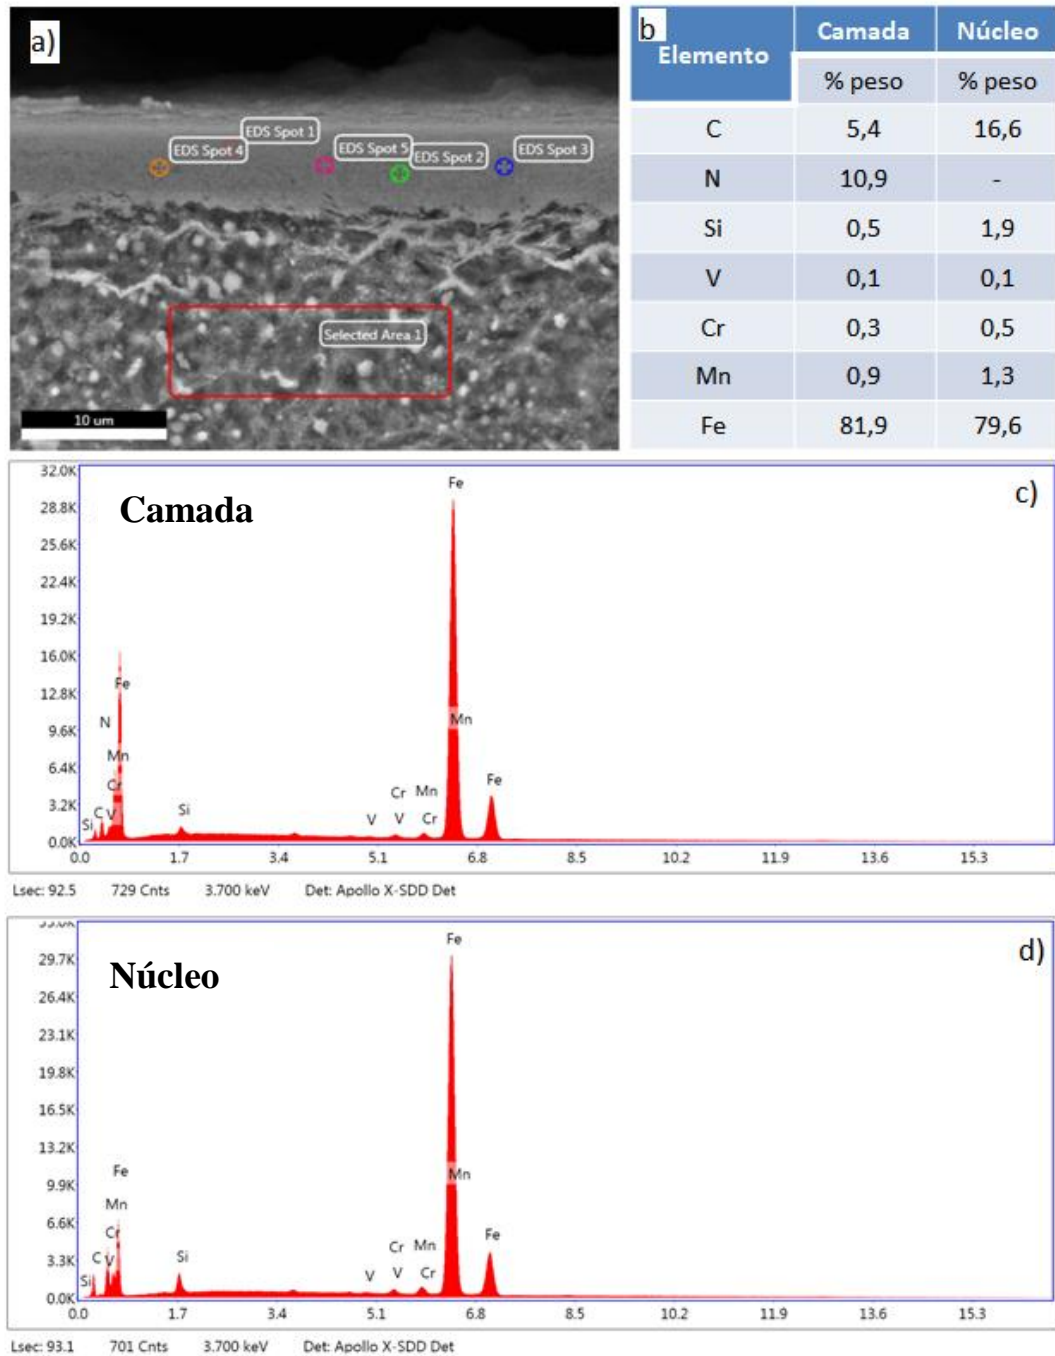 a)
EDS Spot 1
EDS Spot 4
EDS Spot 5
EDS Spot 2
EDS Spot 3
Selected Area 1
10 um
b
Elemento Camada Núcleo
% peso % peso
C 5,4 16,6
N 10,9 -
Si 0,5 1,9
V 0,1 0,1
Cr 0,3 0,5
Mn 0,9 1,3
Fe 81,9 79,6
c)
Camada
32.0K
28.8K
25.6K
22.4K
19.2K
16.0K
12.8K
9.6K
6.4K
3.2K
0.0K
Fe
Fe
N
Mn
Mn
Cr
Si C V
Si
Cr Mn
V V Cr
Fe
0.0 1.7 3.4 5.1 6.8 8.5 10.2 11.9 13.6 15.3
Lsec: 92.5 729 Cnts 3.700 keV Det: Apollo X-SDD Det
d)
Núcleo
29.7K
26.4K
23.1K
19.8K
16.5K
13.2K
9.9K
6.6K
3.3K
0.0K
Fe
Fe
Mn
Mn
Cr
Si C V
Si
Cr Mn
V V Cr
Fe
0.0 1.7 3.4 5.1 6.8 8.5 10.2 11.9 13.6 15.3
Lsec: 93.1 701 Cnts 3.700 keV Det: Apollo X-SDD Det